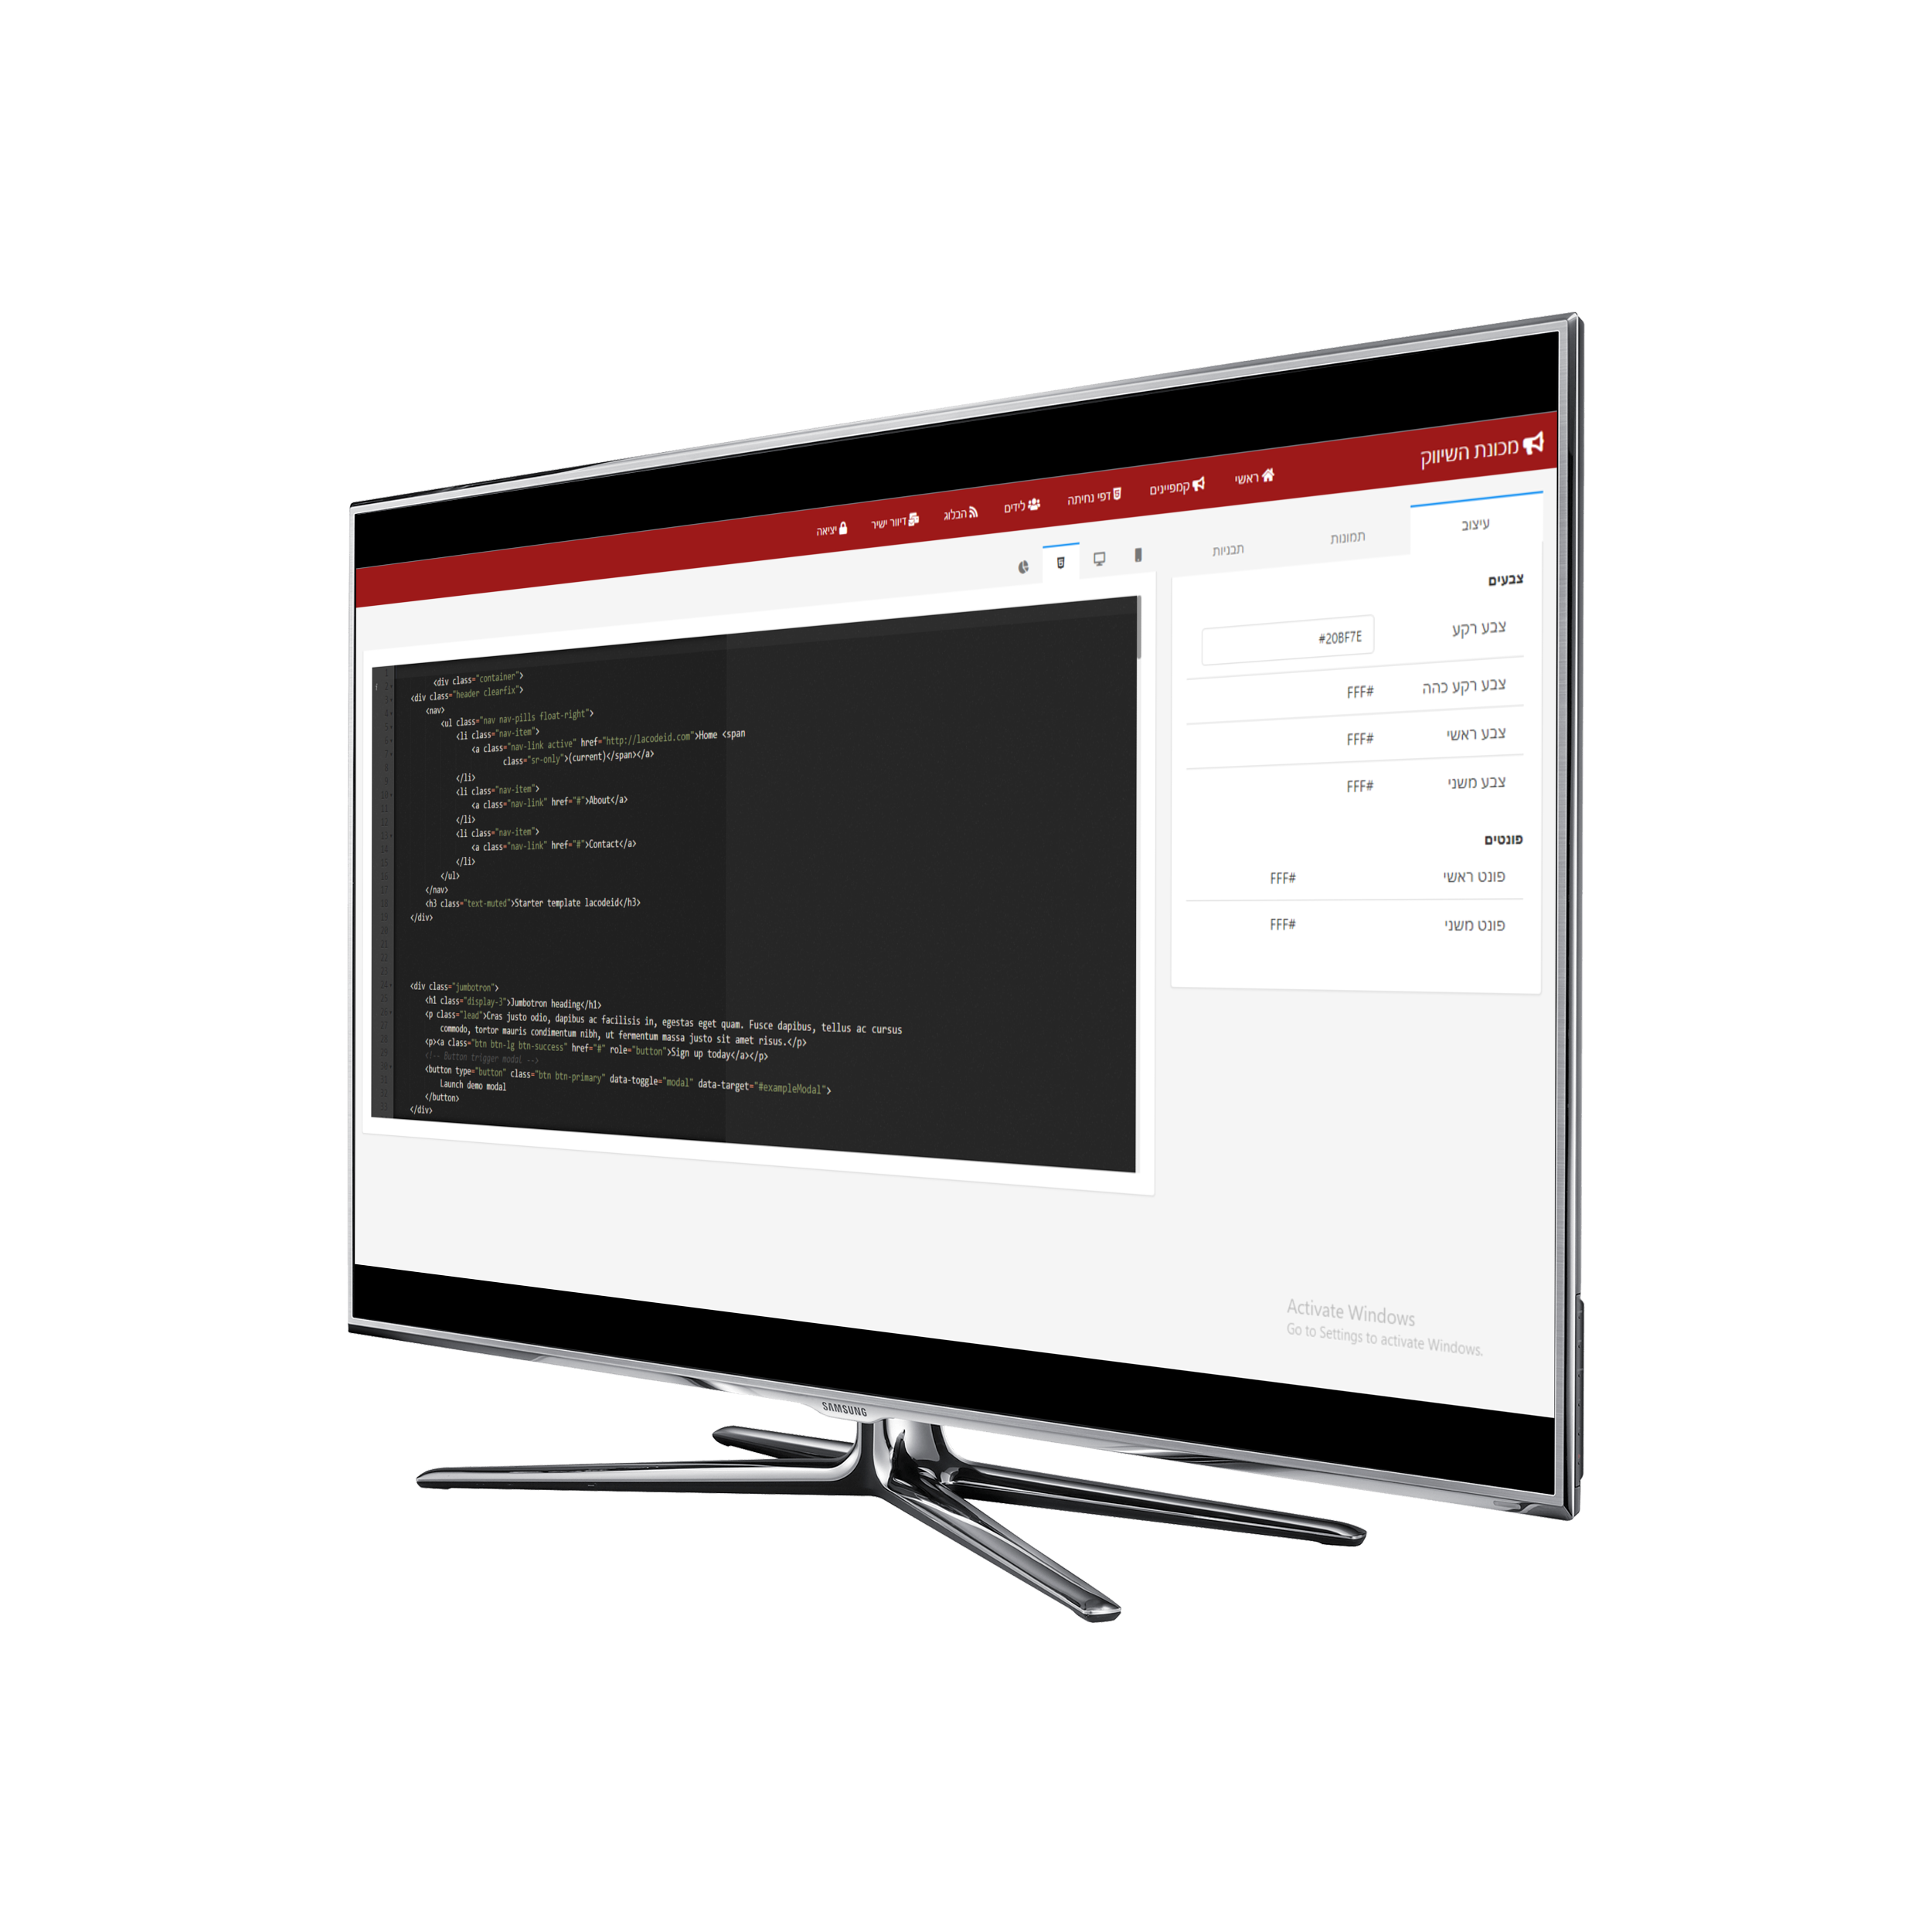 מכונת השיווק
ראשי
קמפיינים
דפי נחיתה
לידים
הבלוג
דיוור ישיר
יציאה
עיצוב
תמונות
תבניות
צבעים
צבע רקע
#20BF7E
צבע רקע כהה
FFF#
צבע ראשי
FFF#
צבע משני
FFF#
פונטים
פונט ראשי
FFF#
פונט משני
FFF#
<div class="container">
<div class="header clearfix">
<nav>
<ul class="nav nav-pills float-right">
<li class="nav-item">
<a class="nav-link active" href="http://lacodeid.com">Home <span
class="sr-only">(current)</span></a>
</li>
<li class="nav-item">
<a class="nav-link" href="#">About</a>
</li>
<li class="nav-item">
<a class="nav-link" href="#">Contact</a>
</li>
</ul>
</nav>
<h3 class="text-muted">Starter template lacodeid</h3>
</div>
<div class="jumbotron">
<h1 class="display-3">Jumbotron heading</h1>
<p class="lead">Cras justo odio, dapibus ac facilisis in, egestas eget quam. Fusce dapibus, tellus ac cursus
commodo, tortor mauris condimentum nibh, ut fermentum massa justo sit amet risus.</p>
<p><a class="btn btn-lg btn-success" href="#" role="button">Sign up today</a></p>
<!-- Button trigger modal -->
<button type="button" class="btn btn-primary" data-toggle="modal" data-target="#exampleModal">
Launch demo modal
</button>
</div>
Activate Windows
Go to Settings to activate Windows.
SAMSUNG